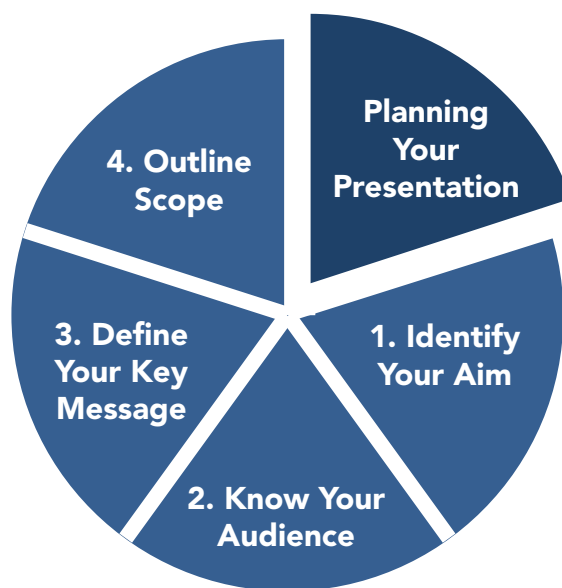 Planning
Your
Presentation
1. Identify
Your Aim
2. Know Your
Audience
3. Define
Your Key
Message
4. Outline
Scope